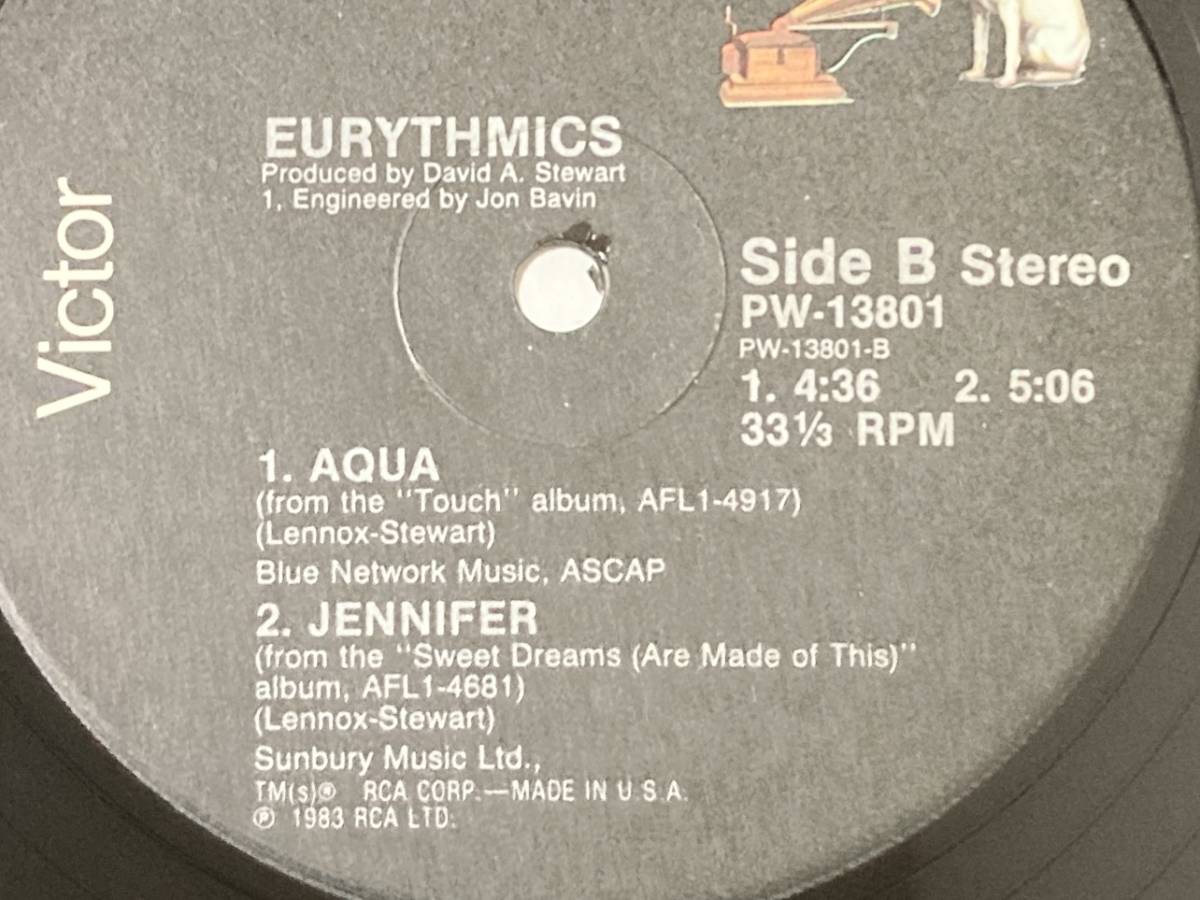 Victor
EURYTHMICS
Produced by David A. Stewart
1, Engineered by Jon Bavin
Side B Stereo
PW-13801
PW-13801-B
1. 4:36 2. 5:06
33⅓ RPM
1. AQUA
(from the "Touch" album, AFL1-4917)
(Lennox-Stewart)
Blue Network Music, ASCAP
2. JENNIFER
(from the "Sweet Dreams (Are Made of This)"
album, AFL1-4681)
(Lennox-Stewart)
Sunbury Music Ltd.,
TM(s)® RCA CORP.—MADE IN U.S.A.
℗ 1983 RCA LTD.